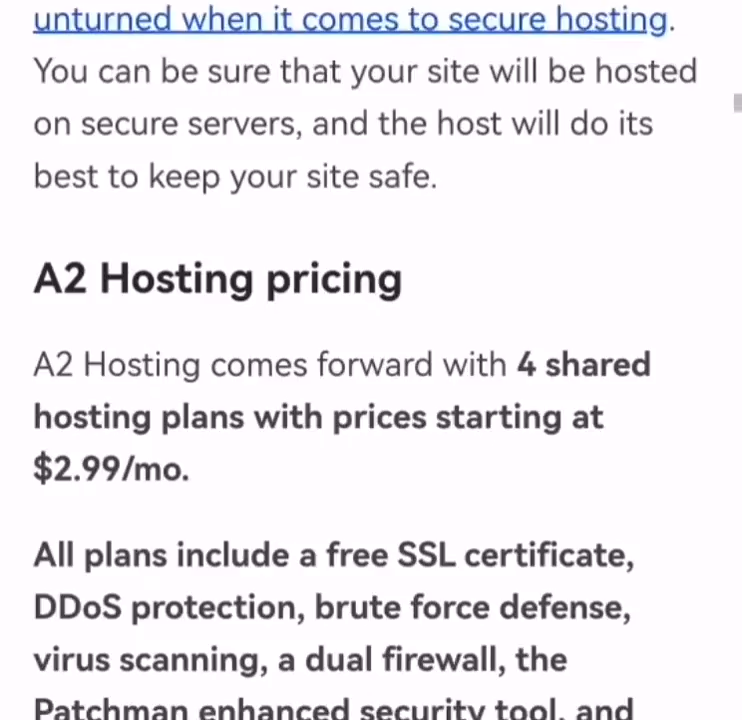 unturned when it comes to secure hosting.
You can be sure that your site will be hosted
on secure servers, and the host will do its
best to keep your site safe.
A2 Hosting pricing
A2 Hosting comes forward with 4 shared
hosting plans with prices starting at
$2.99/mo.
All plans include a free SSL certificate,
DDoS protection, brute force defense,
virus scanning, a dual firewall, the
Patchman enhanced security tool, and